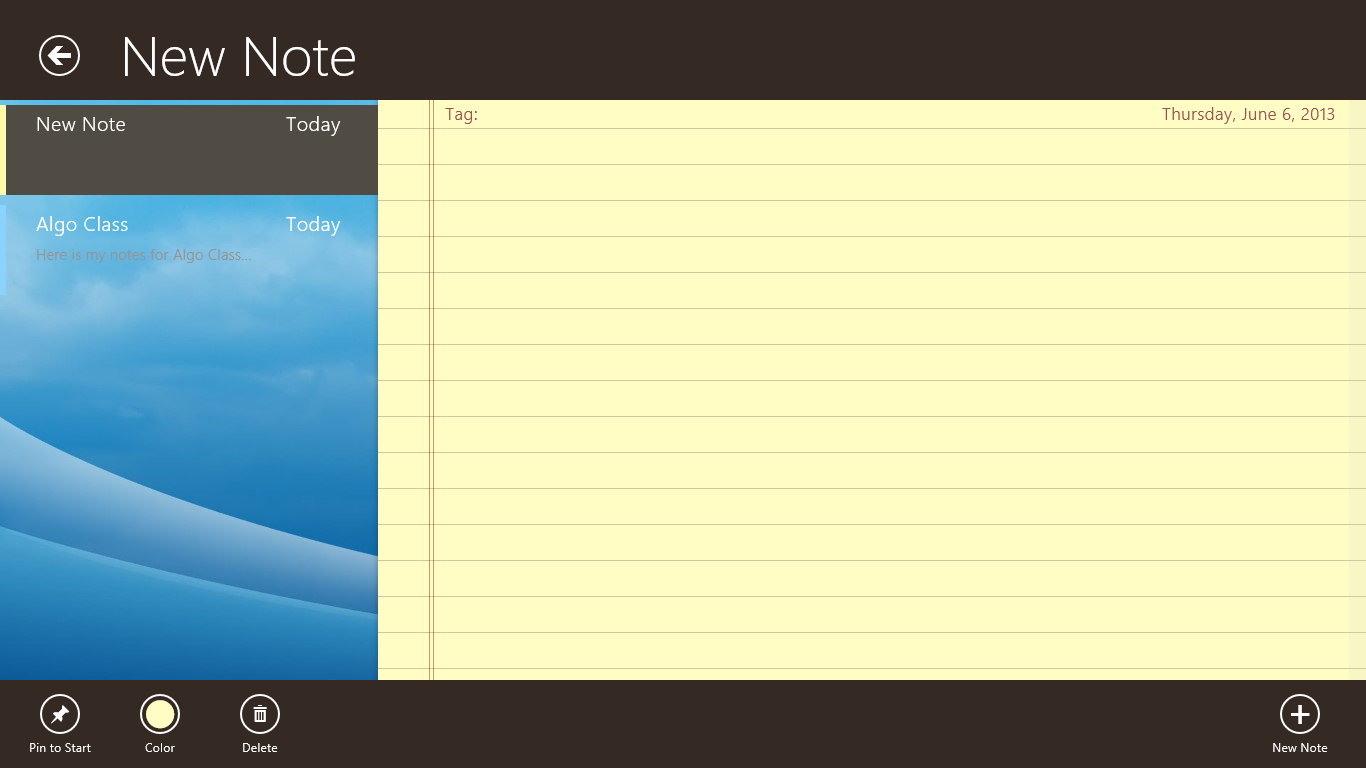 New Note
New Note Today
Algo Class Today
Here is my notes for Algo Class...
Tag: Thursday, June 6, 2013
Pin to Start Color Delete New Note